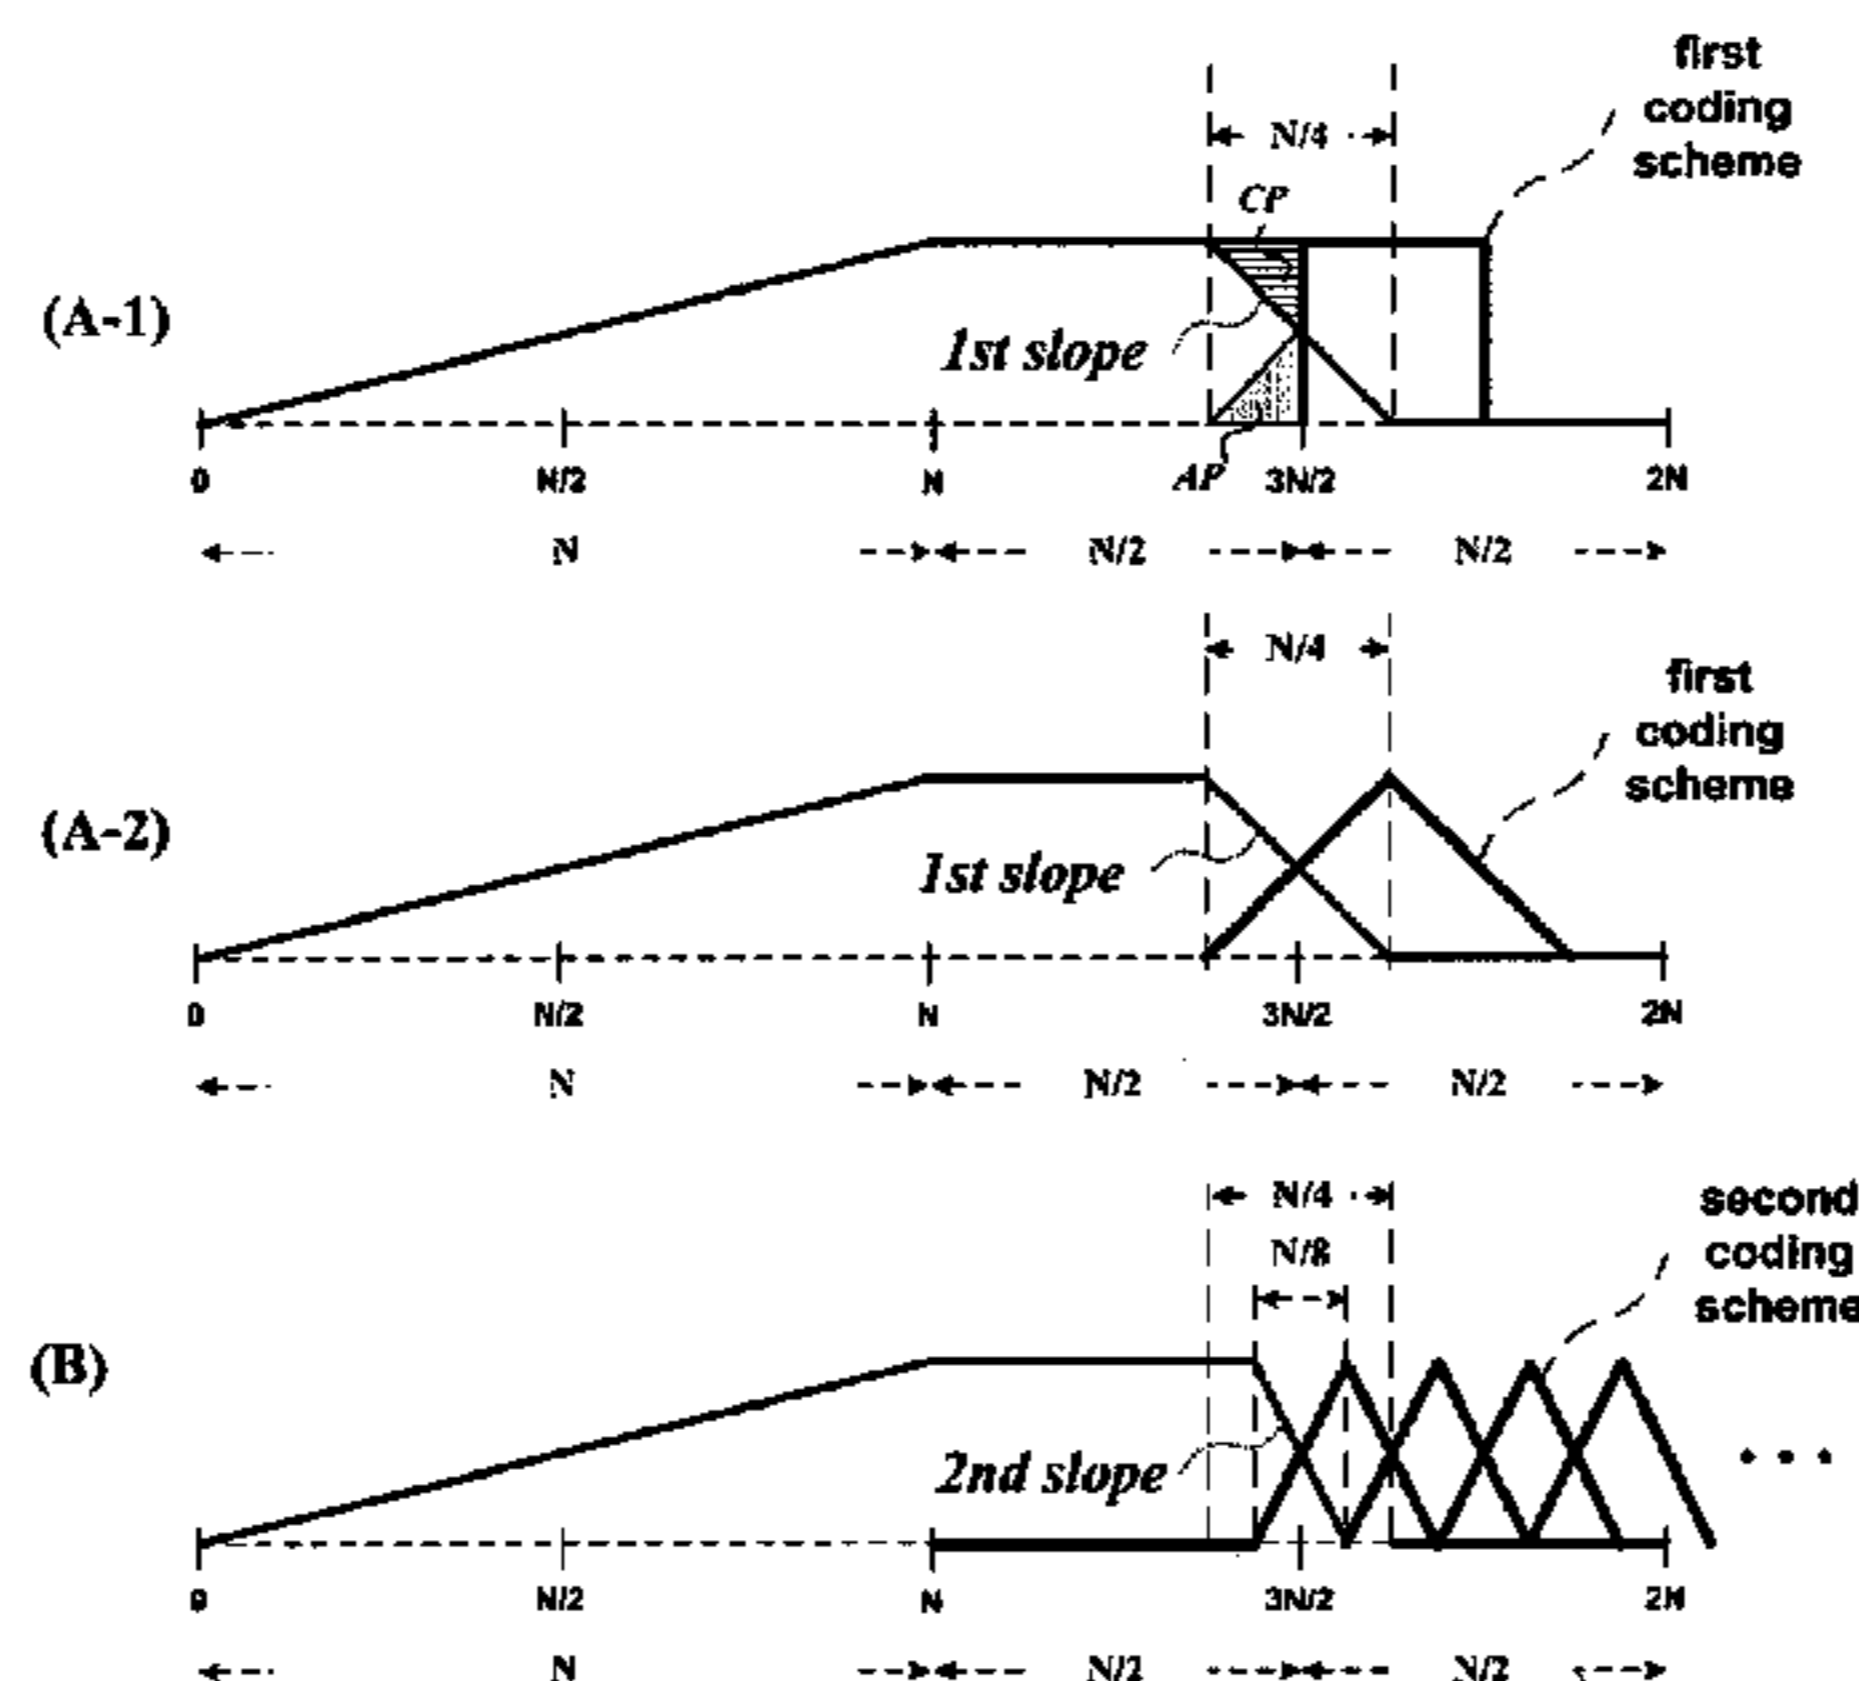 first
coding
scheme
N/4
CP
(A-1)
1st slope
AP
0 N/2 N 3N/2 2N
N N/2 N/2
N/4
first
coding
scheme
(A-2)
1st slope
0 N/2 N 3N/2 2N
N N/2 N/2
second
coding
scheme
N/4
N/8
(B)
2nd slope
0 N/2 N 3N/2 2N
N N/2 N/2